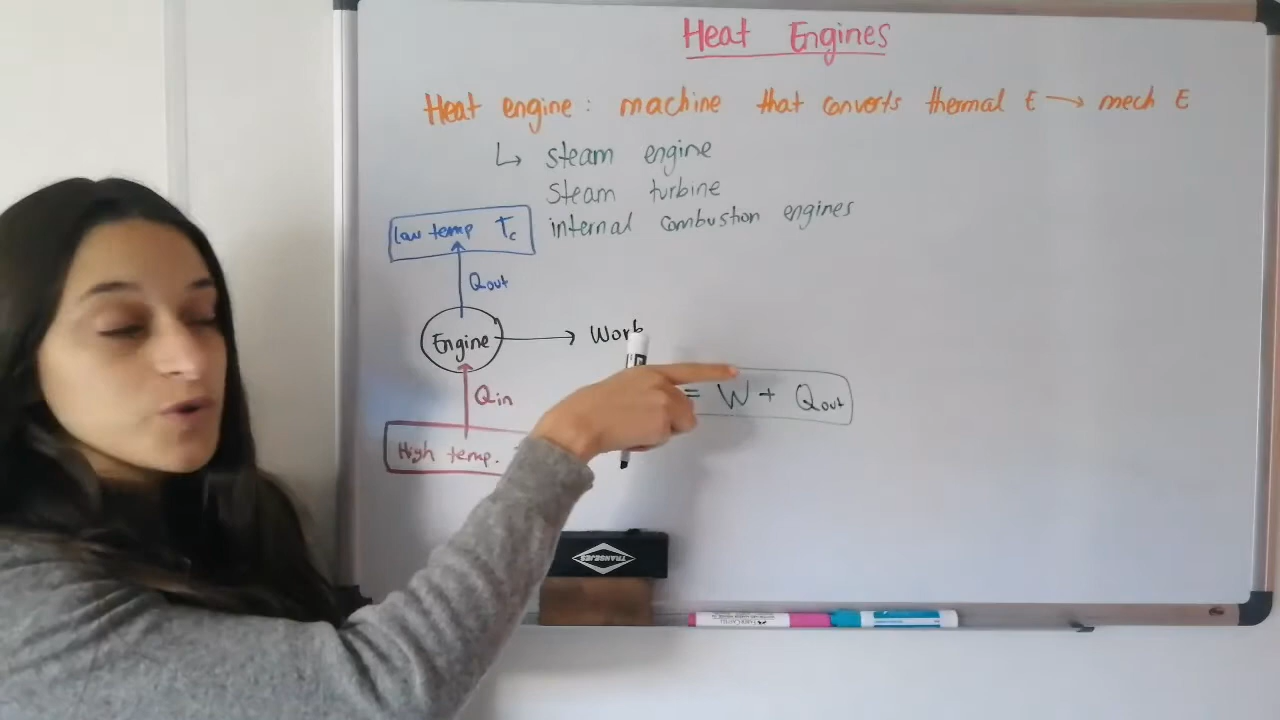 Heat Engines
Heat engine: machine that converts thermal E → mech E
↳ steam engine
steam turbine
internal combustion engines
low temp Tc
Qout
Engine → Work
Qin
= W + Qout
High temp.
TRANSERIES